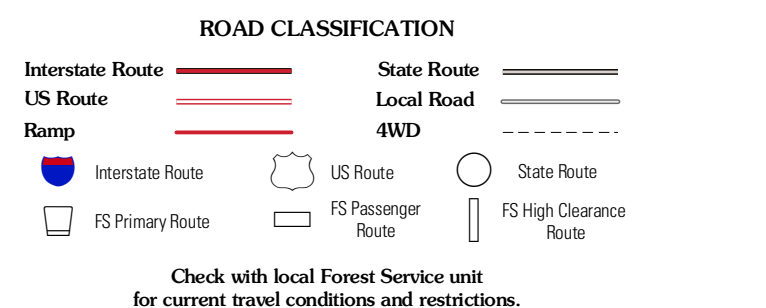 ROAD CLASSIFICATION
Interstate Route
State Route
US Route
Local Road
Ramp
4WD
Interstate Route
US Route
State Route
FS Primary Route
FS Passenger
Route
FS High Clearance
Route
Check with local Forest Service unit
for current travel conditions and restrictions.